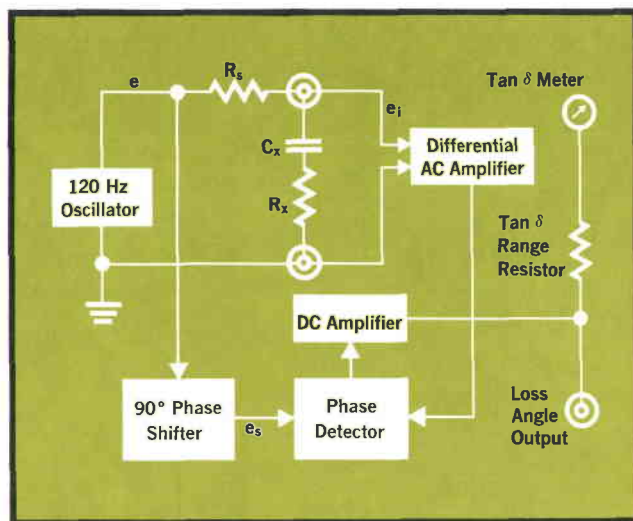 e
Rs
ei
Cx
Rx
120 Hz
Oscillator
Differential
AC Amplifier
Tan δ Meter
Tan δ
Range
Resistor
DC Amplifier
90° Phase
Shifter
es
Phase
Detector
Loss
Angle
Output